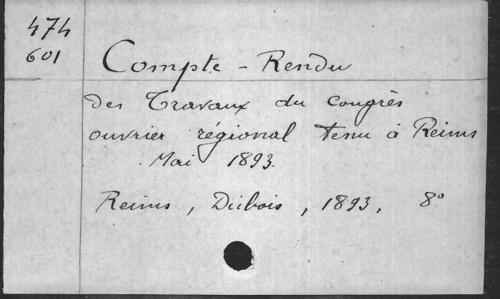 474
601
Compte-Rendu
Des Travaux du congrès
ouvrier régional tenu à Reims
Mai 1893.
Reims, Dubois, 1893, 8°